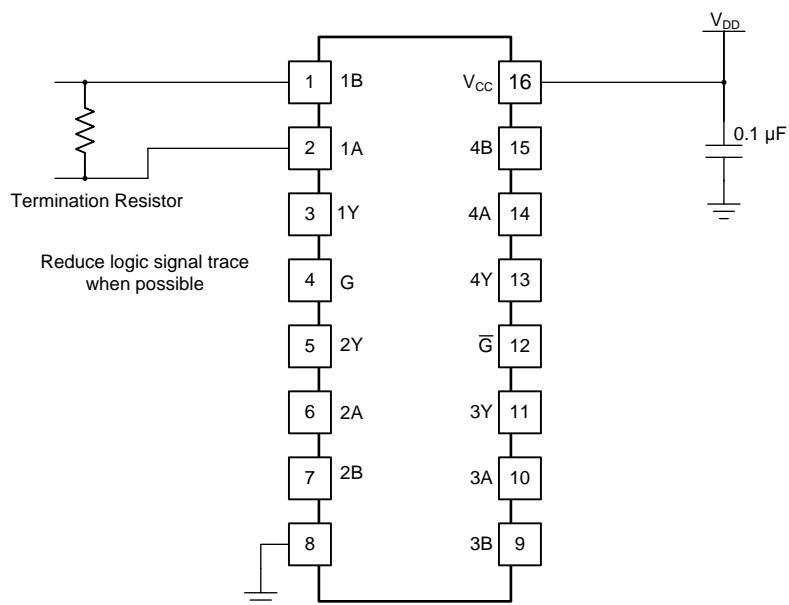 V_DD
1 1B V_CC 16
0.1 µF
2 1A 4B 15
Termination Resistor
3 1Y 4A 14
Reduce logic signal trace
when possible
4 G 4Y 13
5 2Y G̅ 12
6 2A 3Y 11
7 2B 3A 10
8 3B 9